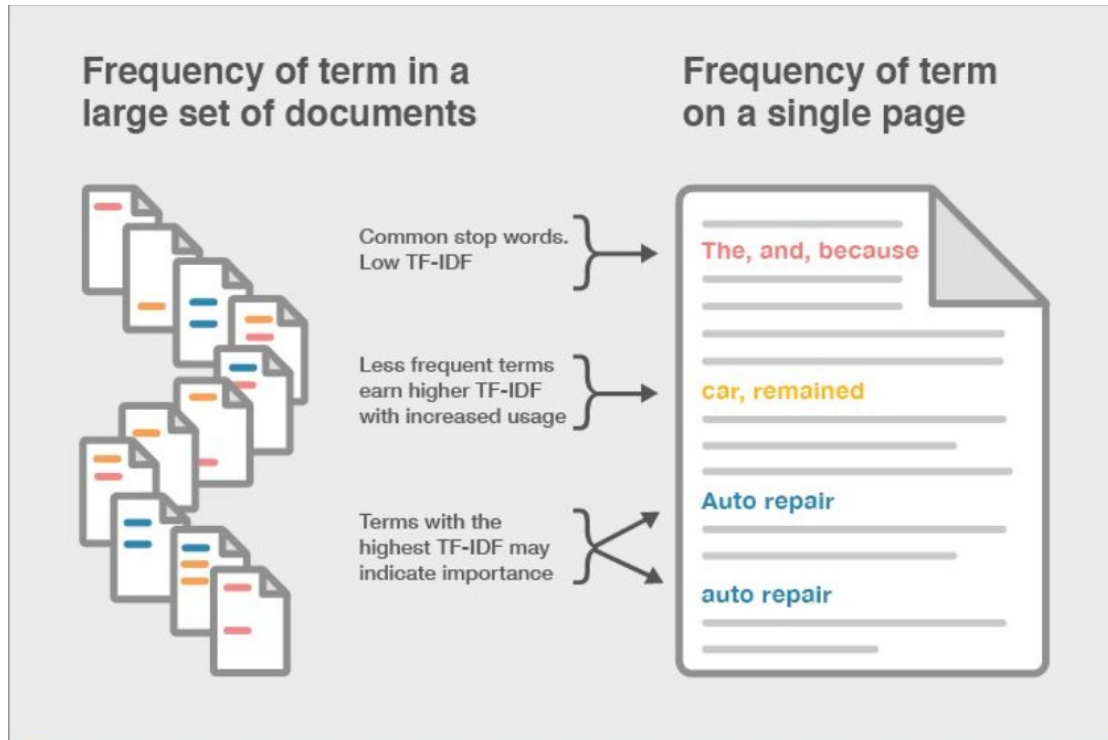 Frequency of term in a
large set of documents
Frequency of term
on a single page
Common stop words.
Low TF-IDF
The, and, because
Less frequent terms
earn higher TF-IDF
with increased usage
car, remained
Terms with the
highest TF-IDF may
indicate importance
Auto repair
auto repair